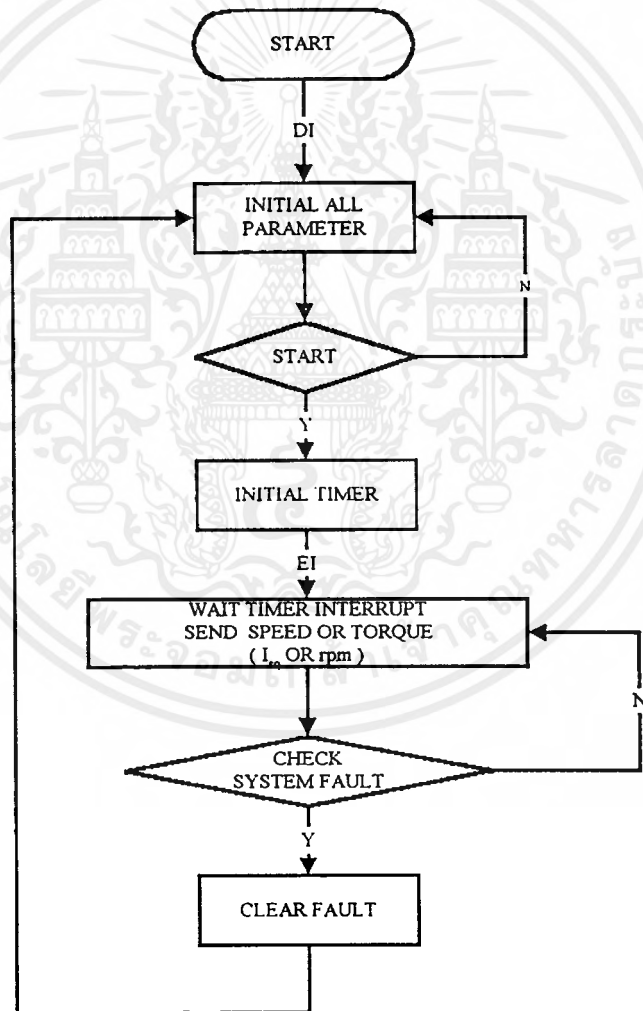 START
DI
INITIAL ALL
PARAMETER
N
START
Y
INITIAL TIMER
EI
WAIT TIMER INTERRUPT
SEND SPEED OR TORQUE
( I OR rpm )
N
CHECK
SYSTEM FAULT
Y
CLEAR FAULT